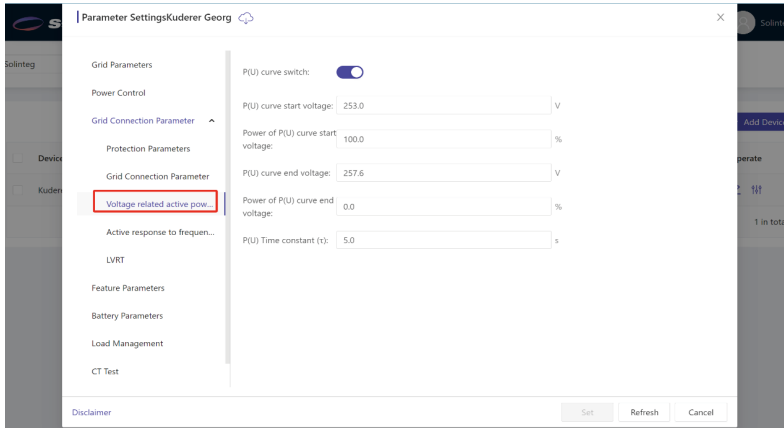 Parameter SettingsKuderer Georg
Solinteg
Grid Parameters
Power Control
Grid Connection Parameter
Protection Parameters
Grid Connection Parameter
Voltage related active pow...
Active response to frequen...
LVRT
Feature Parameters
Battery Parameters
Load Management
CT Test
P(U) curve switch:
P(U) curve start voltage: 253.0 V
Power of P(U) curve start
voltage: 100.0 %
P(U) curve end voltage: 257.6 V
Power of P(U) curve end
voltage: 0.0 %
P(U) Time constant (τ): 5.0 s
Add Device
Device
1 in tota
Disclaimer
Set Refresh Cancel